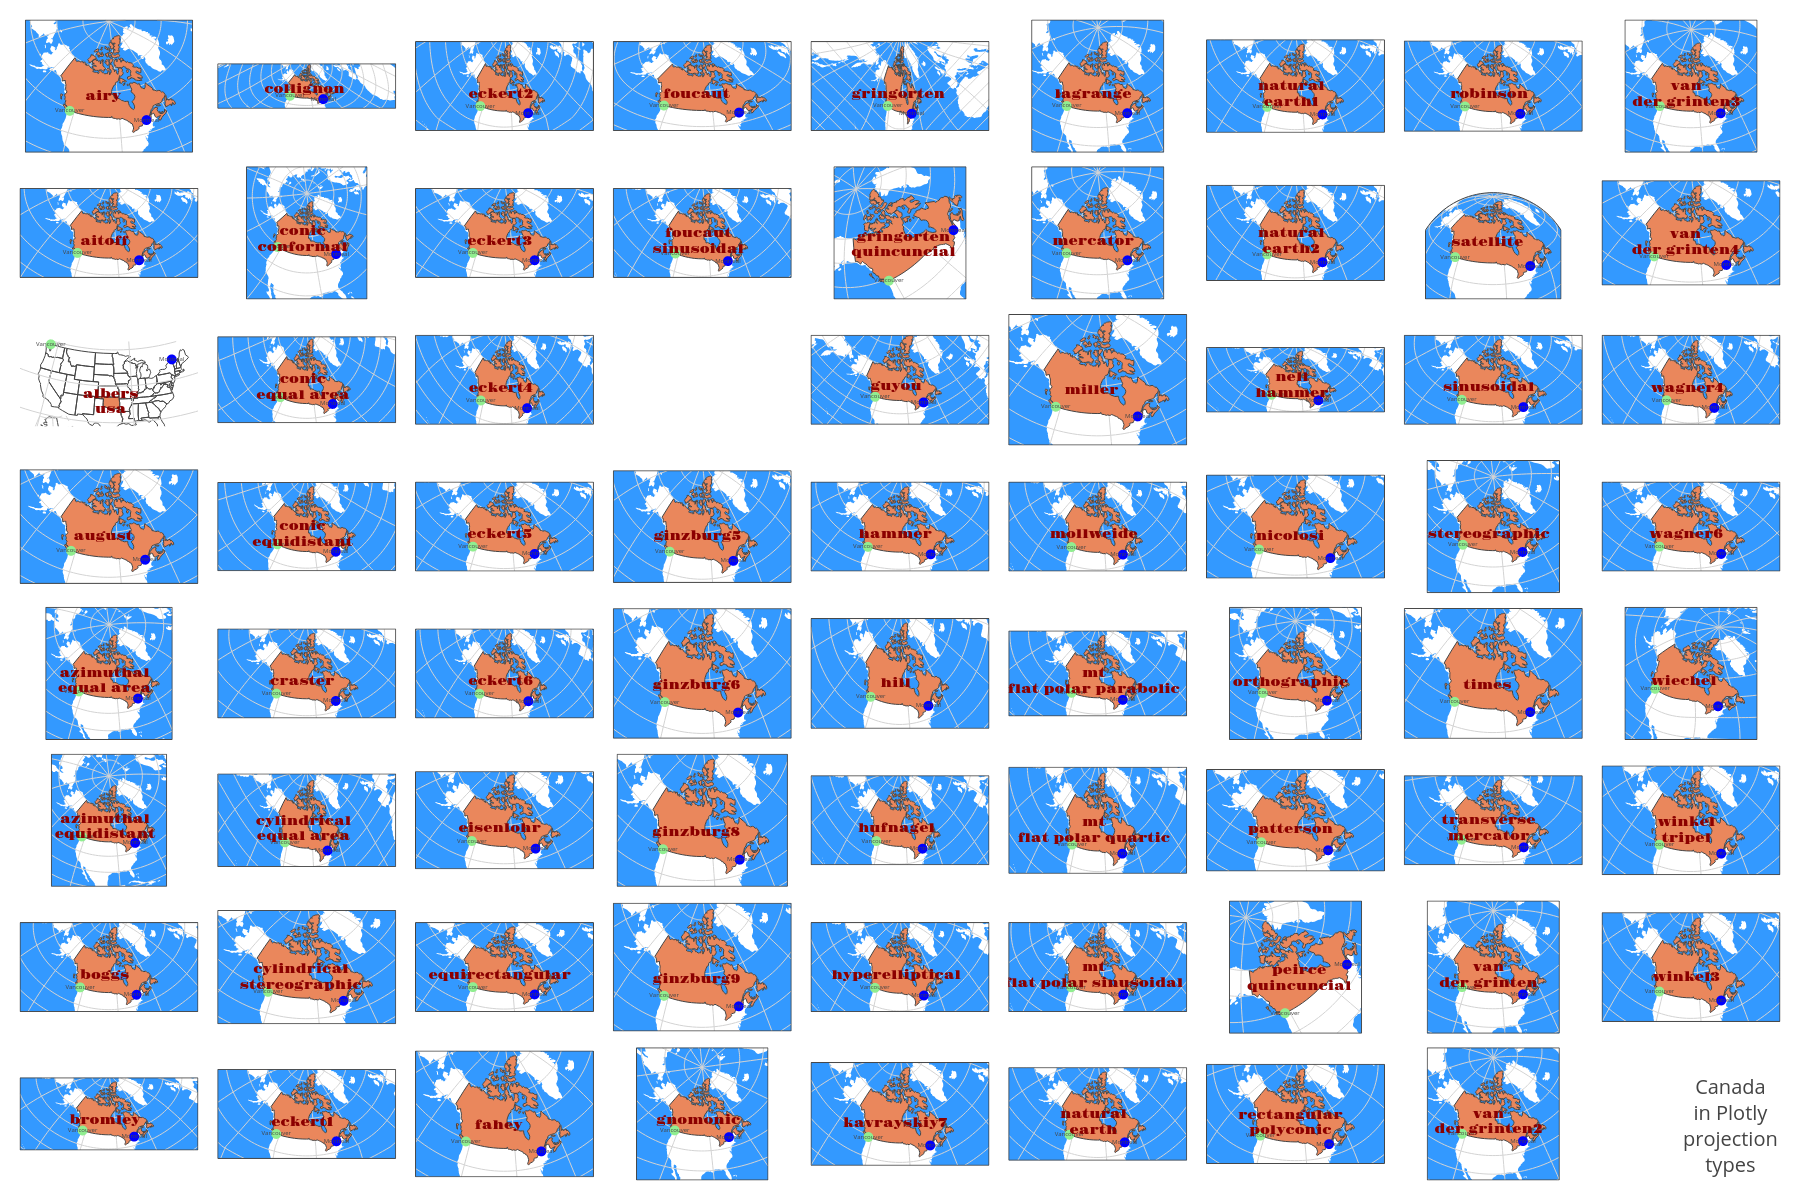 airy
collignon
eckert2
foucaut
gringorten
lagrange
natural
earth1
robinson
van
der grinten3
aitoff
conic
conformal
eckert3
foucaut
sinusoidal
gringorten
quincuncial
mercator
natural
earth2
satellite
van
der grinten4
albers
usa
conic
equal area
eckert4
guyou
miller
nell
hammer
sinusoidal
wagner4
august
conic
equidistant
eckert5
ginzburg5
hammer
mollweide
nicolosi
stereographic
wagner6
azimuthal
equal area
craster
eckert6
ginzburg6
hill
mt
flat polar parabolic
orthographic
times
wiechel
azimuthal
equidistant
cylindrical
equal area
eisenlohr
ginzburg8
hufnagel
mt
flat polar quartic
patterson
transverse
mercator
winkel
tripel
boggs
cylindrical
stereographic
equirectangular
ginzburg9
hyperelliptical
mt
flat polar sinusoidal
peirce
quincuncial
van
der grinten
winkel3
bromley
eckert1
fahey
gnomonic
kavrayskiy7
natural
earth
rectangular
polyconic
van
der grinten2
Canada
in Plotly
projection
types